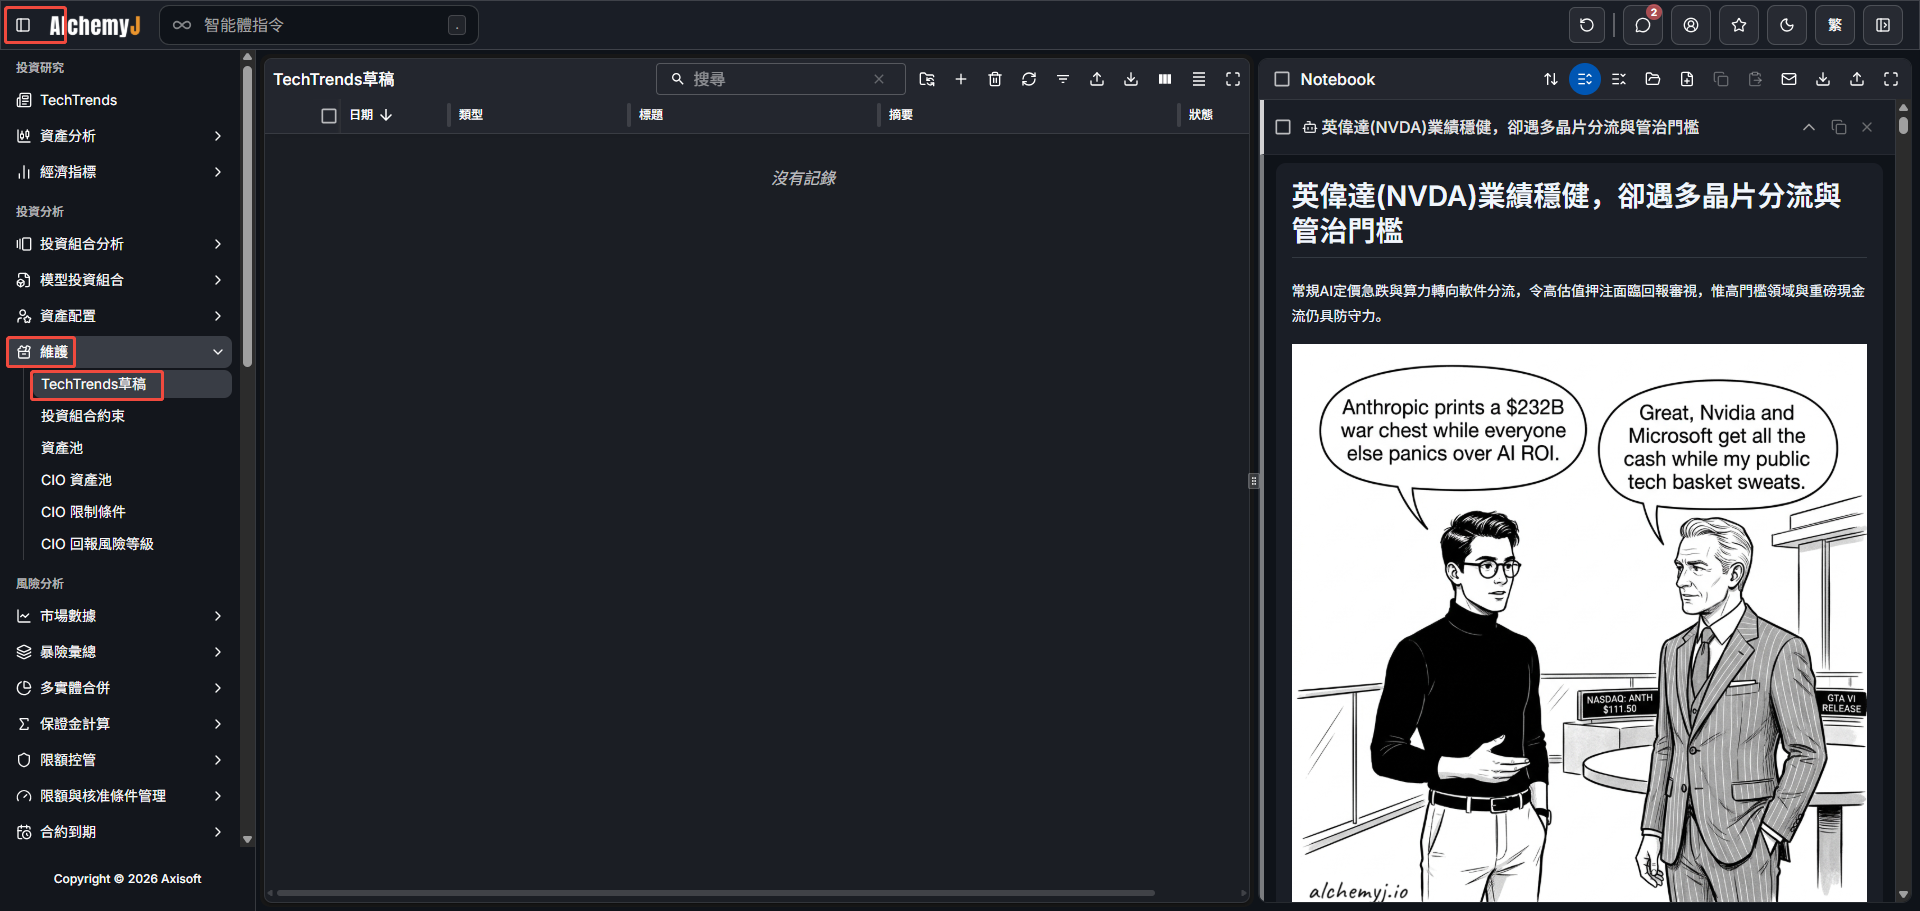 AlchemyJ
智能體指令
.
2
繁
投資研究
TechTrends
資產分析
經濟指標
投資分析
投資組合分析
模型投資組合
資產配置
維護
TechTrends草稿
投資組合約束
資產池
CIO 資產池
CIO 限制條件
CIO 回報風險等級
風險分析
市場數據
暴險彙總
多實體合併
保證金計算
限額控管
限額與核准條件管理
合約到期
Copyright © 2026 Axisoft
TechTrends草稿
搜尋
日期
類型
標題
摘要
狀態
沒有記錄
Notebook
英偉達(NVDA)業績穩健，卻遇多晶片分流與管治門檻
英偉達(NVDA)業績穩健，卻遇多晶片分流與
管治門檻
常規AI定價急跌與算力轉向軟件分流，令高估值押注面臨回報審視，惟高門檻領域與重磅現金
流仍具防守力。
Anthropic prints a $232B
war chest while everyone
else panics over AI ROI.
Great, Nvidia and
Microsoft get all the
cash while my public
tech basket sweats.
NASDAQ: ANTH
$111.50
GTA VI
RELEASE
alchemyj.io